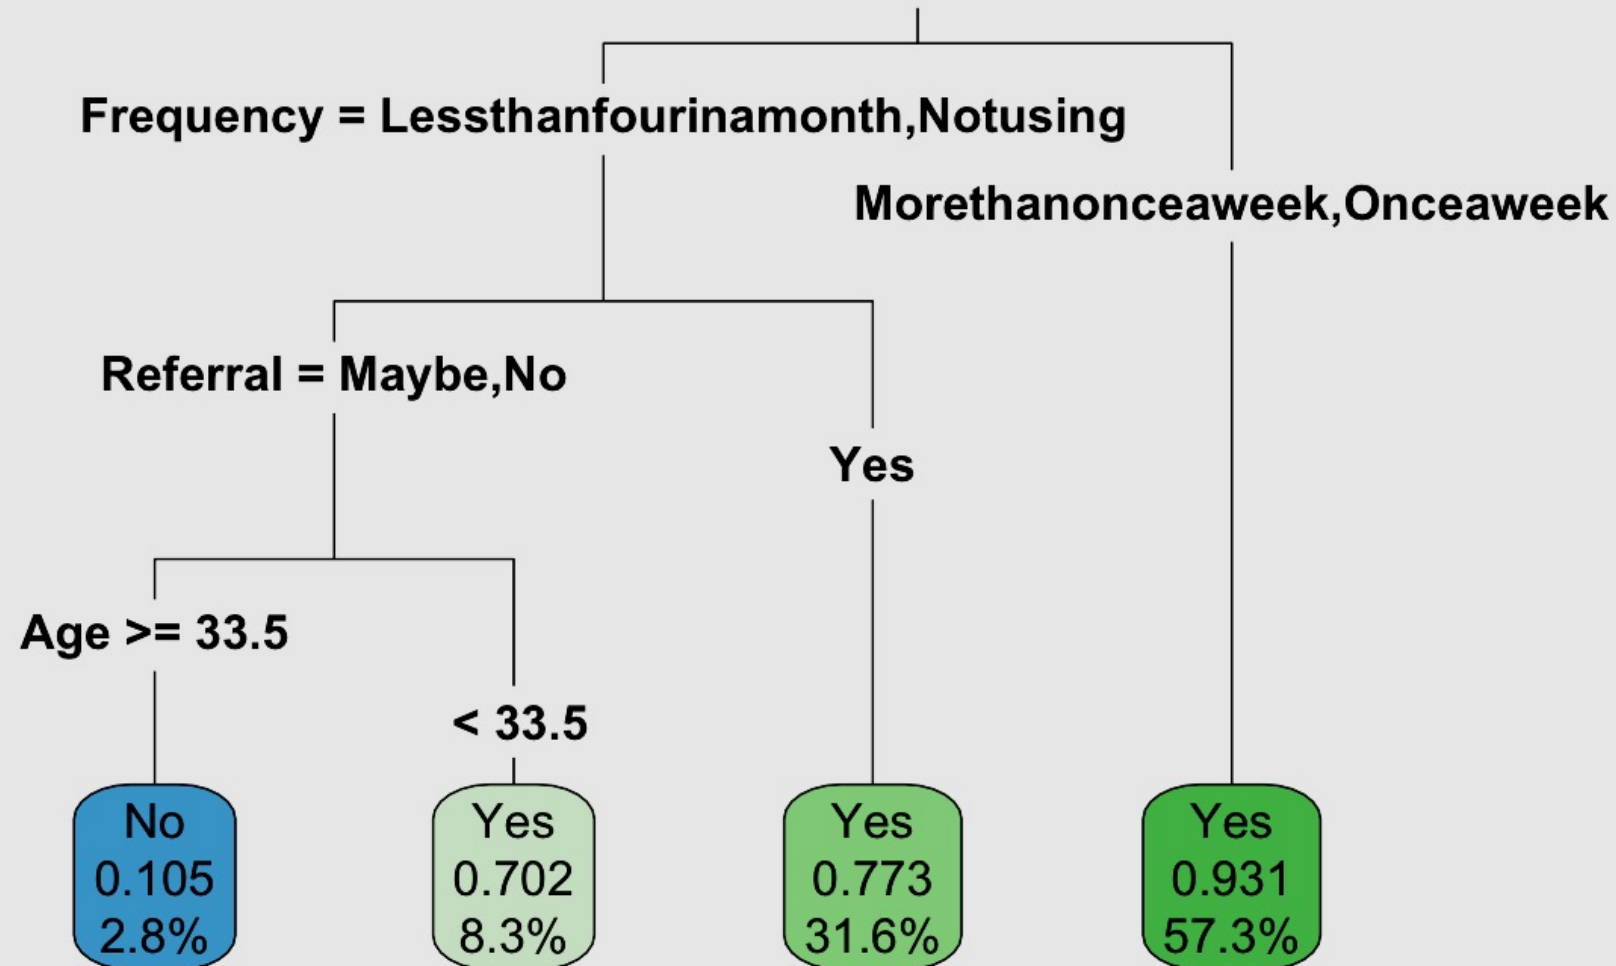 Frequency = Lessthanfourinamonth,Notusing
Morethanonceaweek,Onceaweek
Referral = Maybe,No
Yes
Age >= 33.5
< 33.5
No
0.105
2.8%
Yes
0.702
8.3%
Yes
0.773
31.6%
Yes
0.931
57.3%